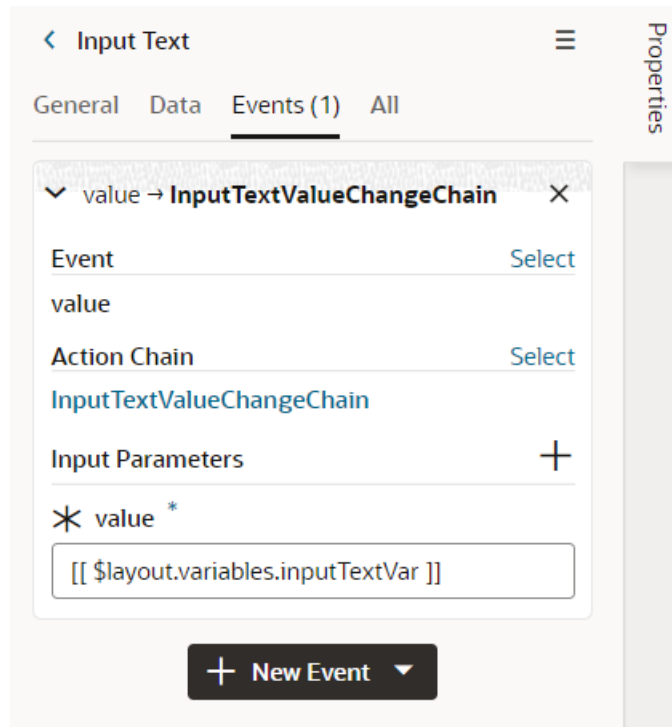 Input Text
Properties
General Data Events (1) All
value → InputTextValueChangeChain
Event Select
value
Action Chain Select
InputTextValueChangeChain
Input Parameters
value *
[[ $layout.variables.inputTextVar ]]
New Event